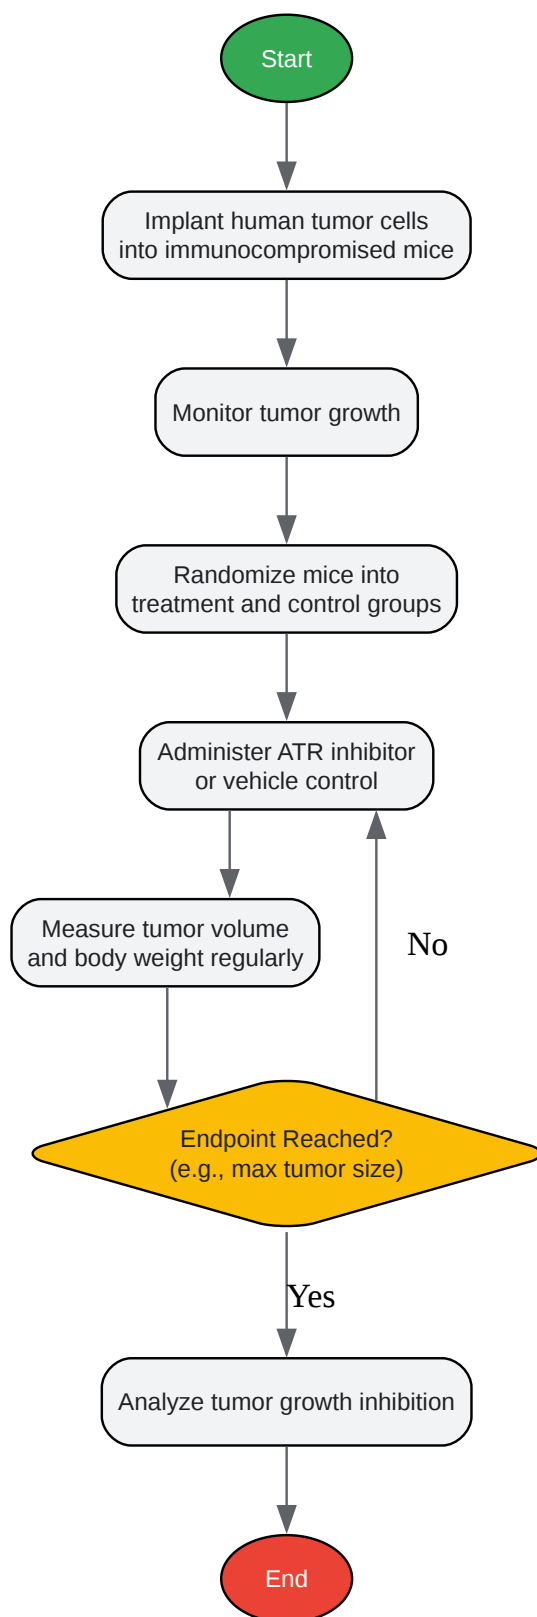 Start
Implant human tumor cells
into immunocompromised mice
Monitor tumor growth
Randomize mice into
treatment and control groups
Administer ATR inhibitor
or vehicle control
Measure tumor volume
and body weight regularly
No
Endpoint Reached?
(e.g., max tumor size)
Yes
Analyze tumor growth inhibition
End